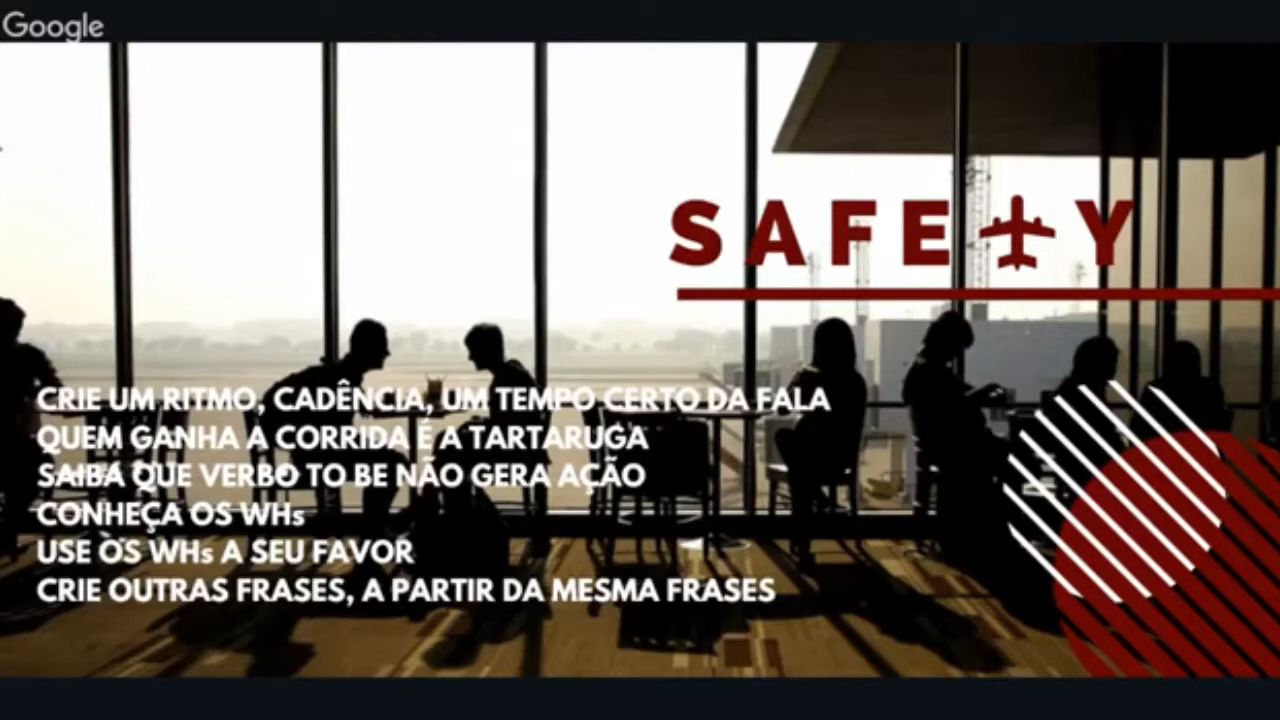 Google
SAFETY
CRIE UM RITMO, CADÊNCIA, UM TEMPO CERTO DA FALA
QUEM GANHA A CORRIDA É A TARTARUGA
SAIBA QUE VERBO TO BE NÃO GERA AÇÃO
CONHEÇA OS WHs
USE OS WHs A SEU FAVOR
CRIE OUTRAS FRASES, A PARTIR DA MESMA FRASES